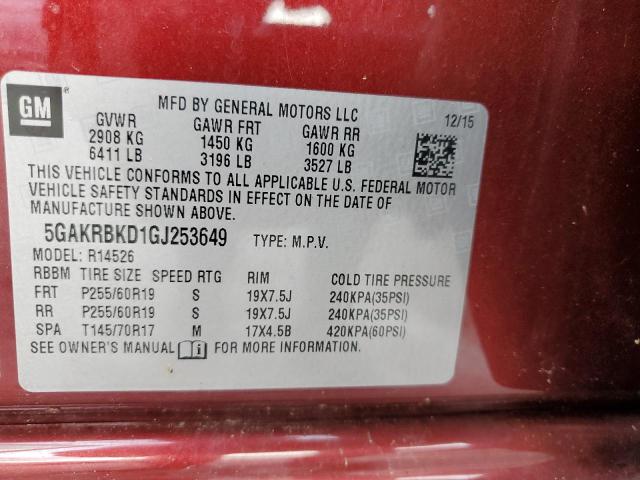 GM
MFD BY GENERAL MOTORS LLC
12/15
GVWR GAWR FRT GAWR RR
2908 KG 1450 KG 1600 KG
6411 LB 3196 LB 3527 LB
THIS VEHICLE CONFORMS TO ALL APPLICABLE U.S. FEDERAL MOTOR
VEHICLE SAFETY STANDARDS IN EFFECT ON THE DATE OF
MANUFACTURE SHOWN ABOVE.
5GAKRBKD1GJ253649 TYPE: M.P.V.
MODEL: R14526
RBBM TIRE SIZE SPEED RTG RIM COLD TIRE PRESSURE
FRT P255/60R19 S 19X7.5J 240KPA(35PSI)
RR P255/60R19 S 19X7.5J 240KPA(35PSI)
SPA T145/70R17 M 17X4.5B 420KPA(60PSI)
SEE OWNER'S MANUAL FOR MORE INFORMATION.